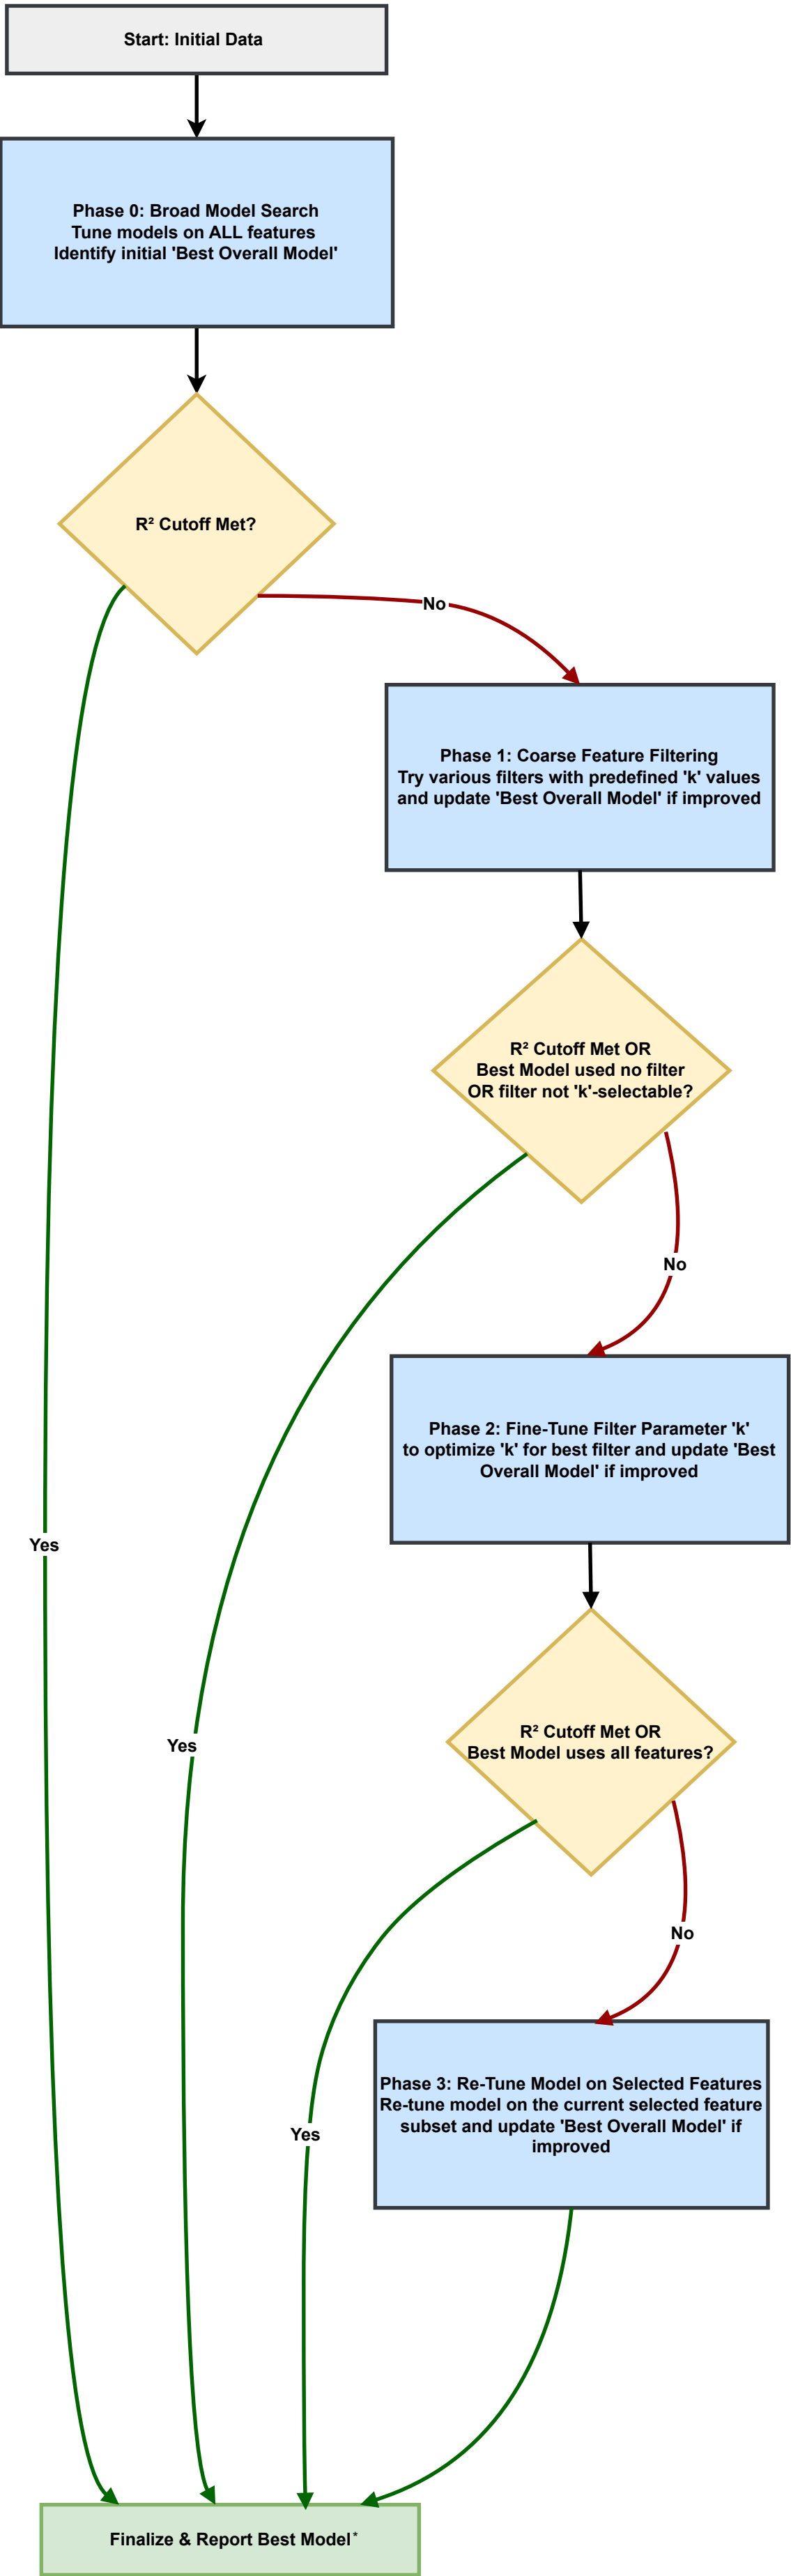 Start: Initial Data
Phase 0: Broad Model Search
Tune models on ALL features
Identify initial 'Best Overall Model'
R² Cutoff Met?
No
Phase 1: Coarse Feature Filtering
Try various filters with predefined 'k' values
and update 'Best Overall Model' if improved
R² Cutoff Met OR
Best Model used no filter
OR filter not 'k'-selectable?
No
Phase 2: Fine-Tune Filter Parameter 'k'
to optimize 'k' for best filter and update 'Best
Overall Model' if improved
Yes
R² Cutoff Met OR
Best Model uses all features?
Yes
No
Phase 3: Re-Tune Model on Selected Features
Re-tune model on the current selected feature
subset and update 'Best Overall Model' if
improved
Yes
Finalize & Report Best Model*